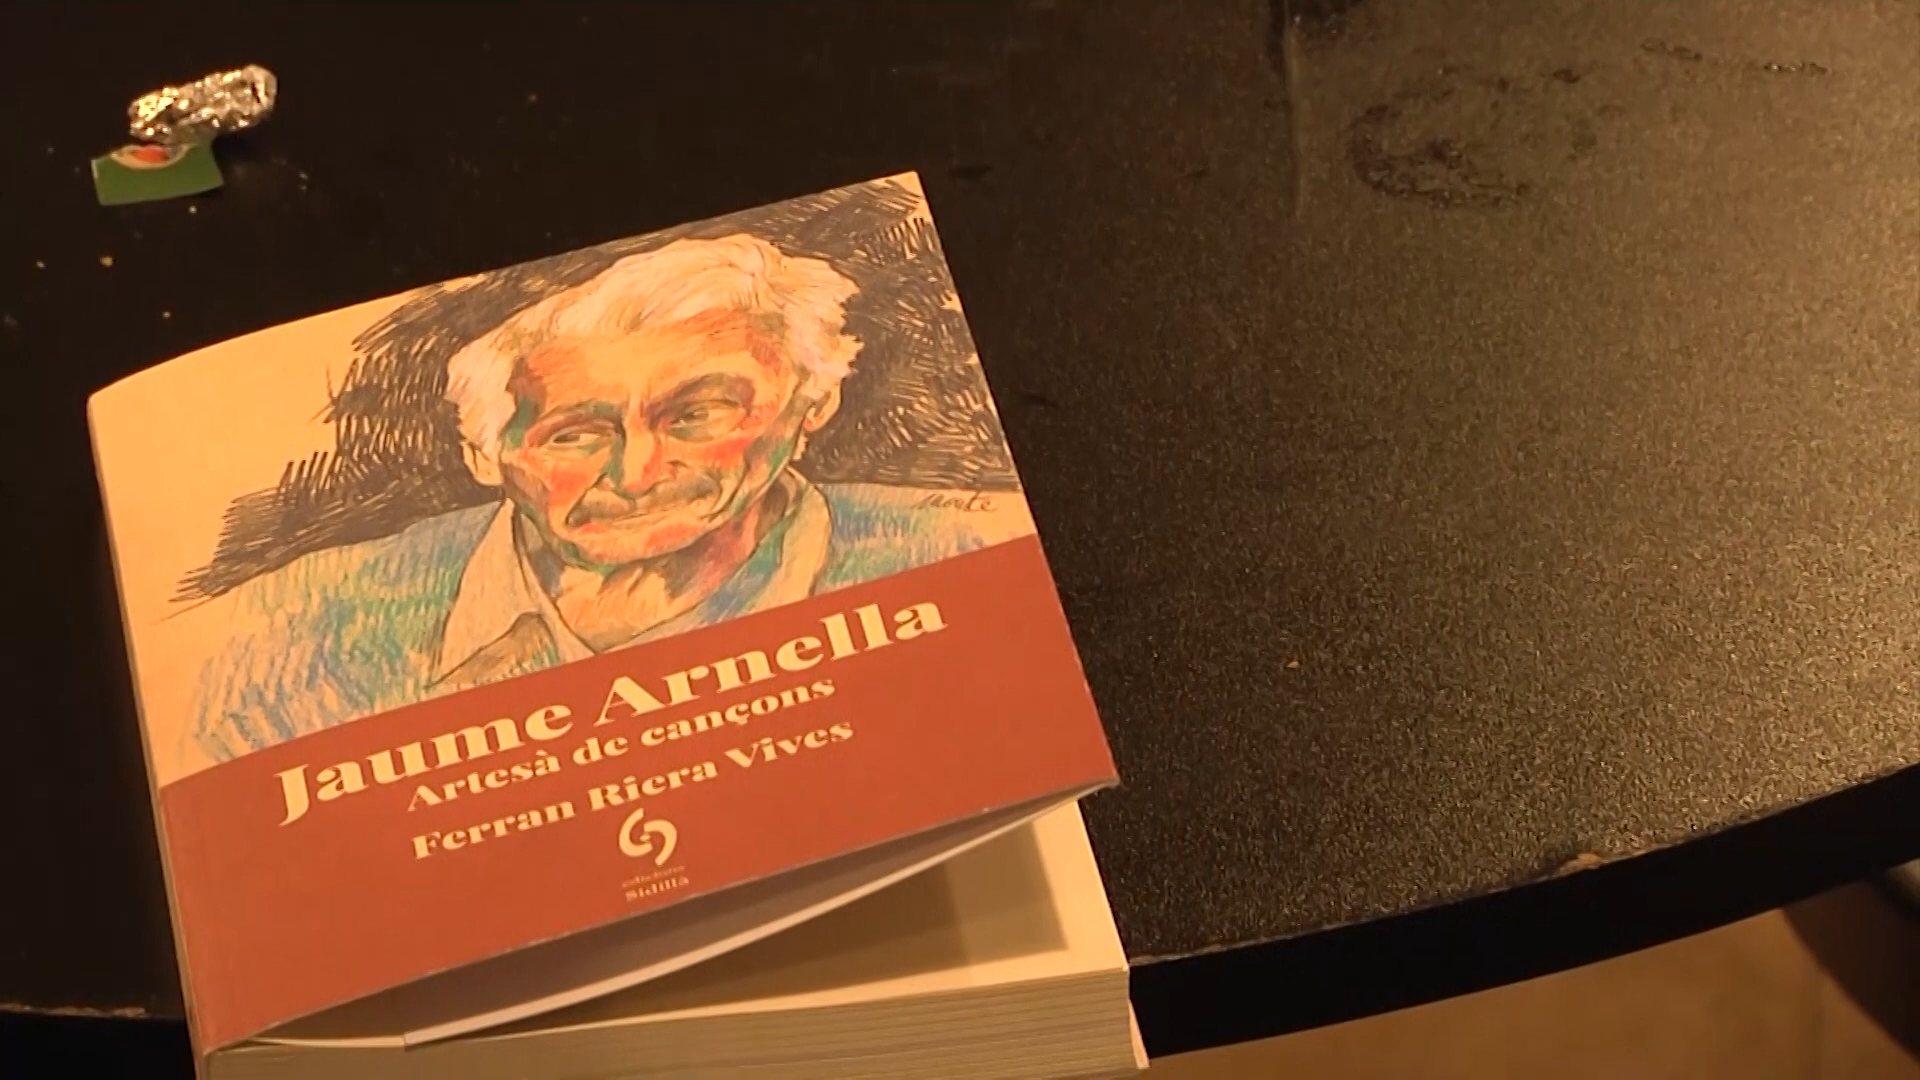 Jaume Arnella
Artesà de cançons
Ferran Riera Vives
edicions
Sidillà